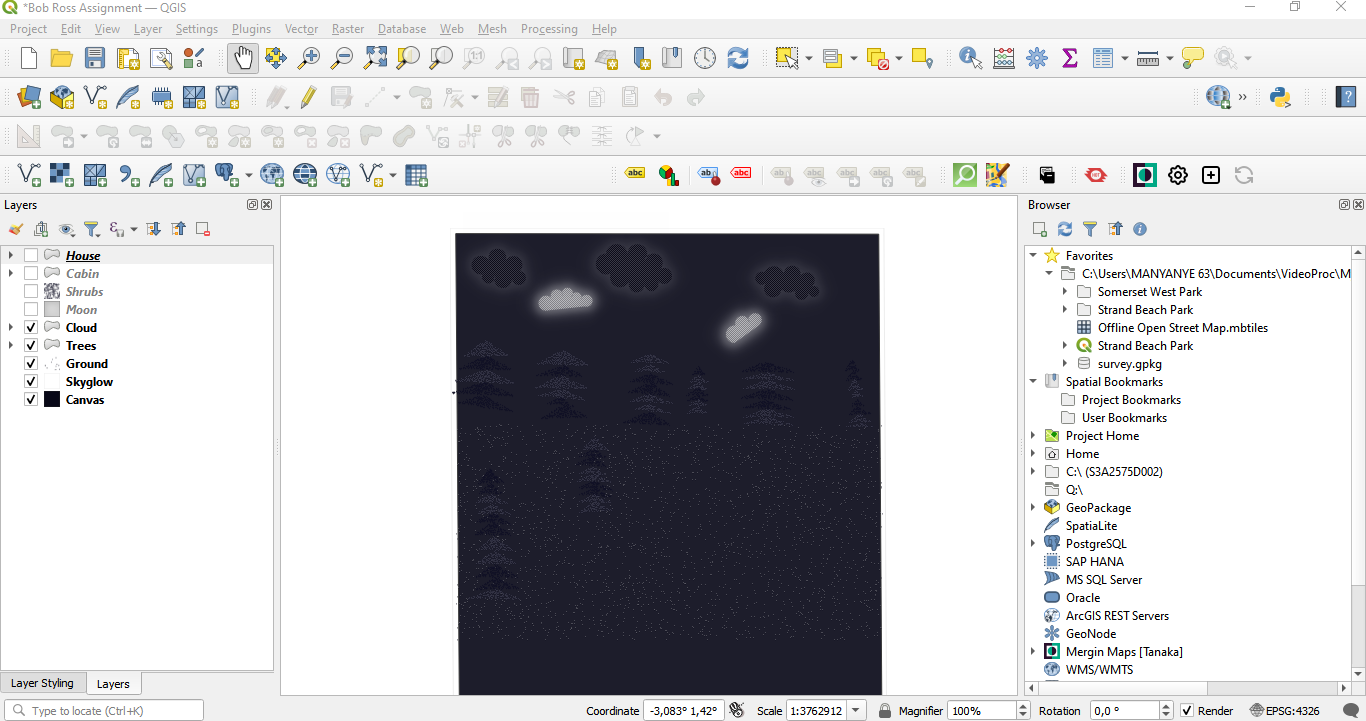 *Bob Ross Assignment — QGIS
Project Edit View Layer Settings Plugins Vector Raster Database Web Mesh Processing Help
abc abc abc abc
Layers
House
Cabin
Shrubs
Moon
Cloud
Trees
Ground
Skyglow
Canvas
Layer Styling Layers
Browser
Favorites
C:\Users\MANYANYE 63\Documents\VideoProc\M
Somerset West Park
Strand Beach Park
Offline Open Street Map.mbtiles
Strand Beach Park
survey.gpkg
Spatial Bookmarks
Project Bookmarks
User Bookmarks
Project Home
Home
C:\ (S3A2575D002)
Q:\
GeoPackage
SpatiaLite
PostgreSQL
SAP HANA
MS SQL Server
Oracle
ArcGIS REST Servers
GeoNode
Mergin Maps [Tanaka]
WMS/WMTS
Type to locate (Ctrl+K) Coordinate -3,083° 1,42° Scale 1:3762912 Magnifier 100% Rotation 0,0 ° Render EPSG:4326